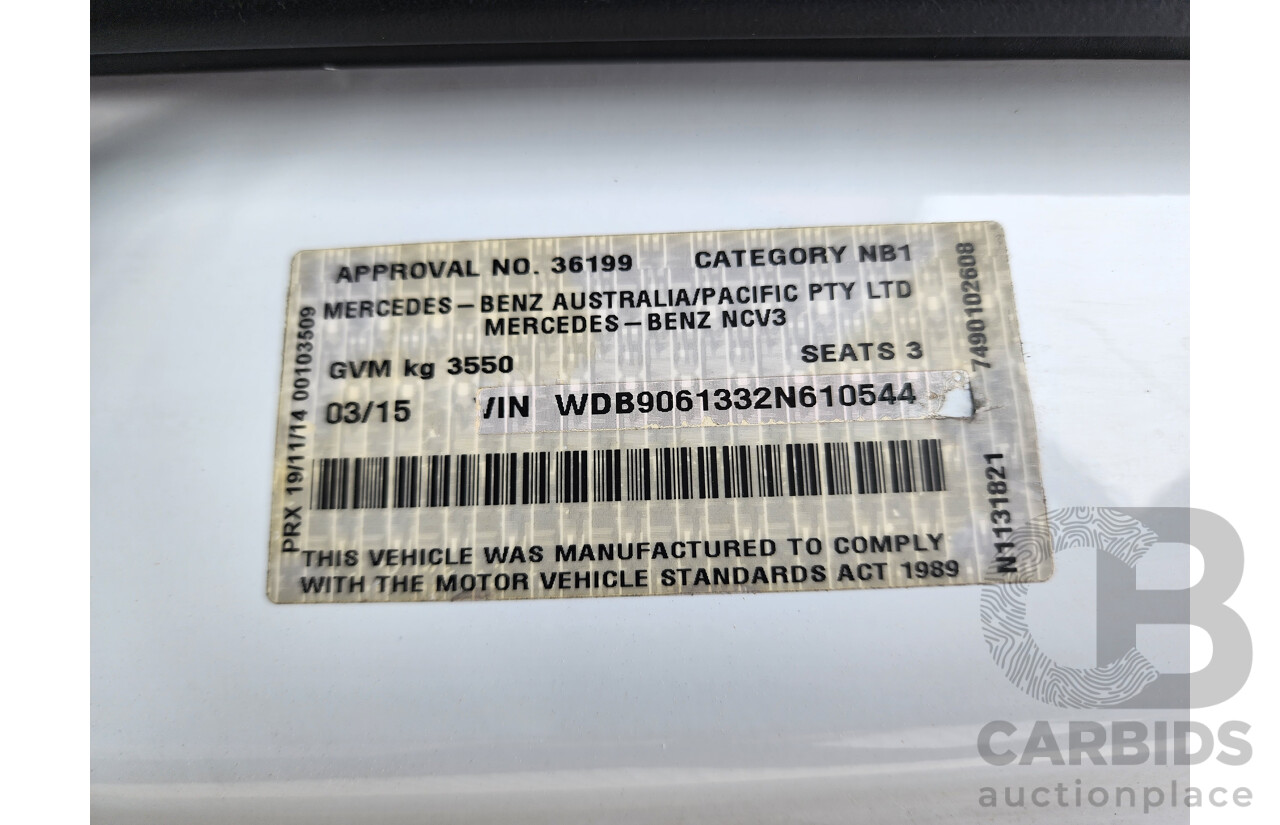 APPROVAL NO. 36199 CATEGORY NB1
MERCEDES-BENZ AUSTRALIA/PACIFIC PTY LTD
MERCEDES-BENZ NCV3
GVM kg 3550 SEATS 3
03/15 VIN WDB9061332N610544
THIS VEHICLE WAS MANUFACTURED TO COMPLY
WITH THE MOTOR VEHICLE STANDARDS ACT 1989
PRX 19/11/14 00103509
7490102608
N1131821
CB
CARBIDS
auctionplace